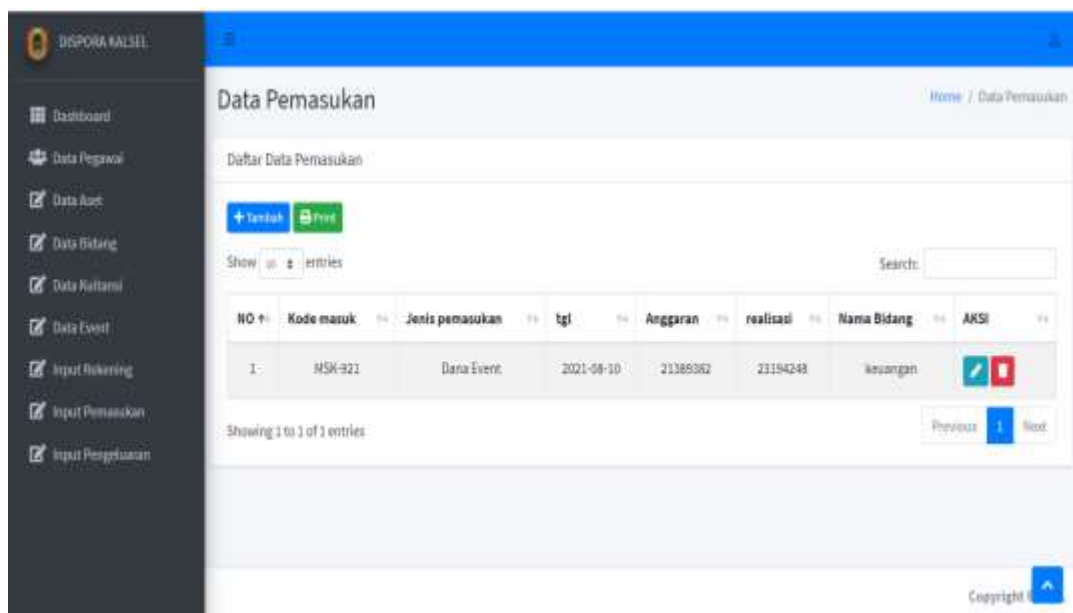 DISPORA KALSEL
Dashboard
Data Pegawai
Data Aset
Data Bidang
Data Kuitansi
Data Event
Input Rekening
Input Pemasukan
Input Pengeluaran
Data Pemasukan
Home / Data Pemasukan
Daftar Data Pemasukan
+ Tambah Print
Show entries
Search:
NO Kode masuk Jenis pemasukan tgl Anggaran realisasi Nama Bidang AKSI
1 MSK-921 Dana Event 2021-08-10 21389382 23194248 keuangan
Showing 1 to 1 of 1 entries
Previous 1 Next
Copyright